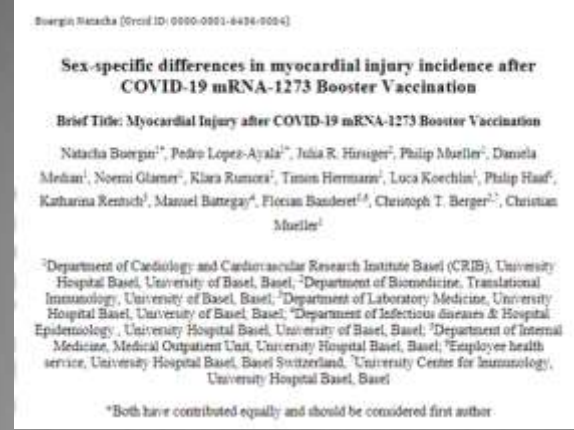 Buergin Natacha (Orcid ID: 0000-0001-6436-0004)
Sex-specific differences in myocardial injury incidence after
COVID-19 mRNA-1273 Booster Vaccination
Brief Title: Myocardial Injury after COVID-19 mRNA-1273 Booster Vaccination
Natacha Buergin1*, Pedro Lopez-Ayala1*, Julia R. Hirsiger2, Philip Mueller1, Daniela
Median1, Noemi Glarner1, Klara Rumora1, Timon Herrmann1, Luca Koechlin1, Philip Haaf1,
Katharina Rentsch3, Manuel Battegay4, Florian Banderet5,6, Christoph T. Berger2,7, Christian
Mueller1
1Department of Cardiology and Cardiovascular Research Institute Basel (CRIB), University
Hospital Basel, University of Basel, Basel; 2Department of Biomedicine, Translational
Immunology, University of Basel, Basel; 3Department of Laboratory Medicine, University
Hospital Basel, University of Basel; Basel; 4Department of Infectious diseases & Hospital
Epidemiology , University Hospital Basel, University of Basel, Basel; 5Department of Internal
Medicine, Medical Outpatient Unit, University Hospital Basel, Basel; 6Employee health
service, University Hospital Basel, Basel Switzerland, 7University Center for Immunology,
University Hospital Basel, Basel
*Both have contributed equally and should be considered first author